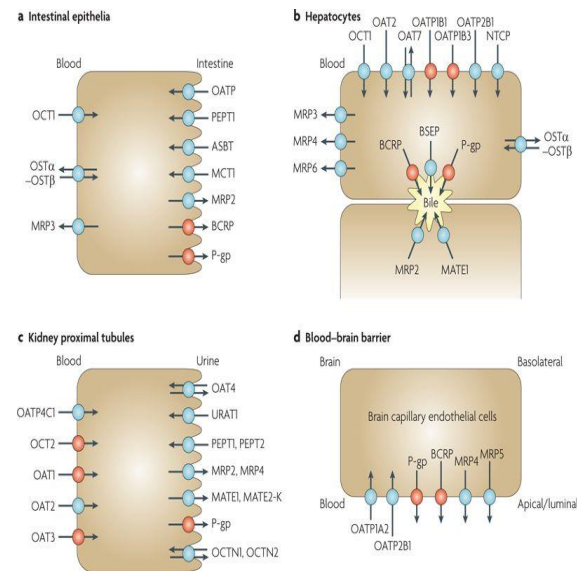 a Intestinal epithelia
Blood
Intestine
OCT1
OSTα
–OSTβ
MRP3
OATP
PEPT1
ASBT
MCT1
MRP2
BCRP
P-gp
b Hepatocytes
OAT2
OATP1B1
OATP2B1
OCT1
OAT7
OATP1B3
NTCP
Blood
MRP3
MRP4
MRP6
BSEP
BCRP
P-gp
OSTα
–OSTβ
Bile
MRP2
MATE1
c Kidney proximal tubules
Blood
Urine
OATP4C1
OCT2
OAT1
OAT2
OAT3
OAT4
URAT1
PEPT1, PEPT2
MRP2, MRP4
MATE1, MATE2-K
P-gp
OCTN1, OCTN2
d Blood–brain barrier
Brain
Basolateral
Brain capillary endothelial cells
P-gp
BCRP
MRP4
MRP5
Blood
Apical/luminal
OATP1A2
OATP2B1